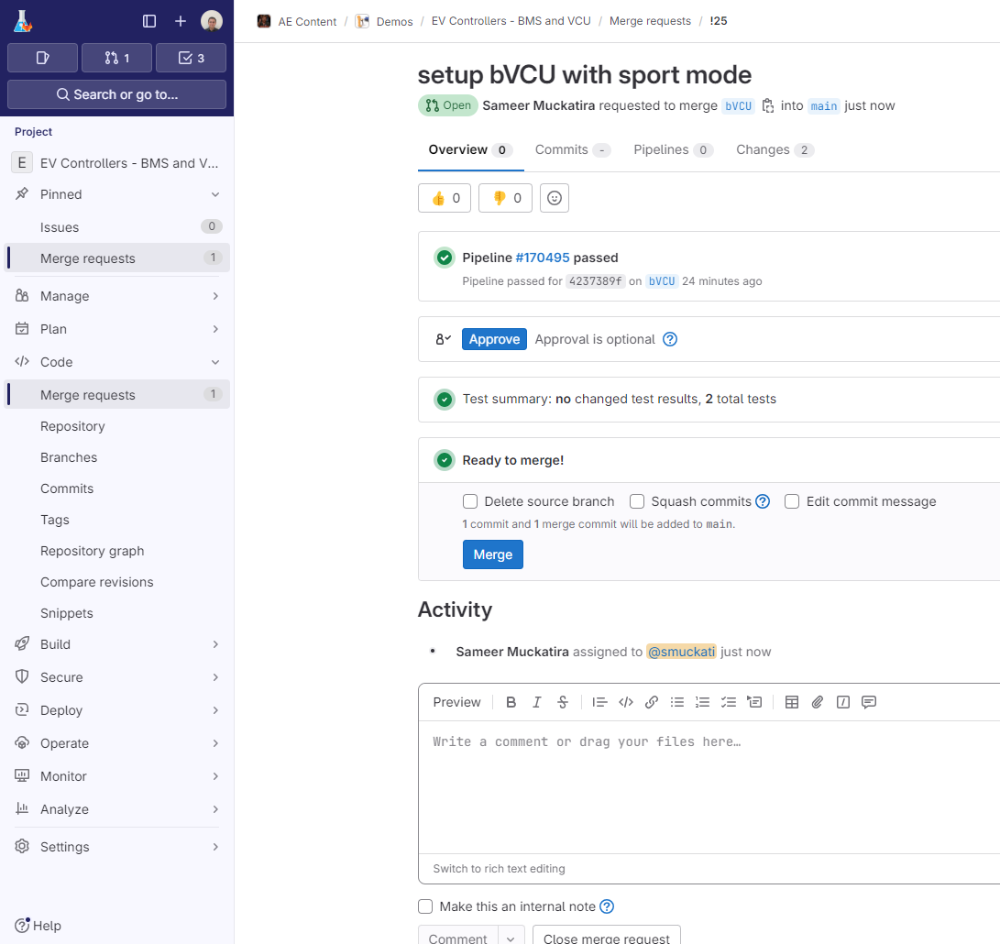 AE Content / Demos / EV Controllers - BMS and VCU / Merge requests / !25
1
3
Search or go to...
Project
E EV Controllers - BMS and V...
Pinned
Issues 0
Merge requests 1
Manage
Plan
Code
Merge requests 1
Repository
Branches
Commits
Tags
Repository graph
Compare revisions
Snippets
Build
Secure
Deploy
Operate
Monitor
Analyze
Settings
Help
setup bVCU with sport mode
Open Sameer Muckatira requested to merge bVCU into main just now
Overview 0 Commits - Pipelines 0 Changes 2
0 0
Pipeline #170495 passed
Pipeline passed for 4237389f on bVCU 24 minutes ago
Approve Approval is optional ?
Test summary: no changed test results, 2 total tests
Ready to merge!
Delete source branch Squash commits ? Edit commit message
1 commit and 1 merge commit will be added to main.
Merge
Activity
• Sameer Muckatira assigned to @smuckati just now
Preview B I S
Write a comment or drag your files here…
Switch to rich text editing
Make this an internal note ?
Comment Close merge request